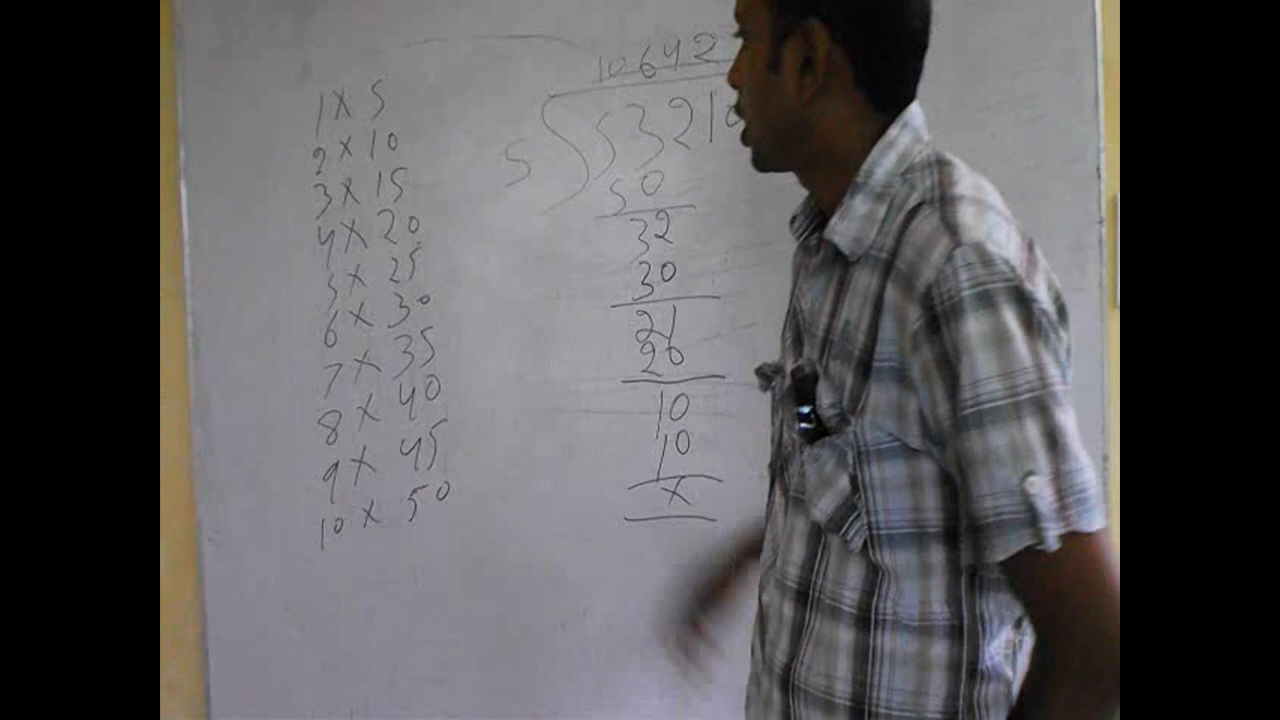 1 X 5
2 X 10
3 X 15
4 X 20
5 X 25
6 X 30
7 X 35
8 X 40
9 X 45
10 X 50
10642
5 53210
50
32
30
21
20
10
10
X